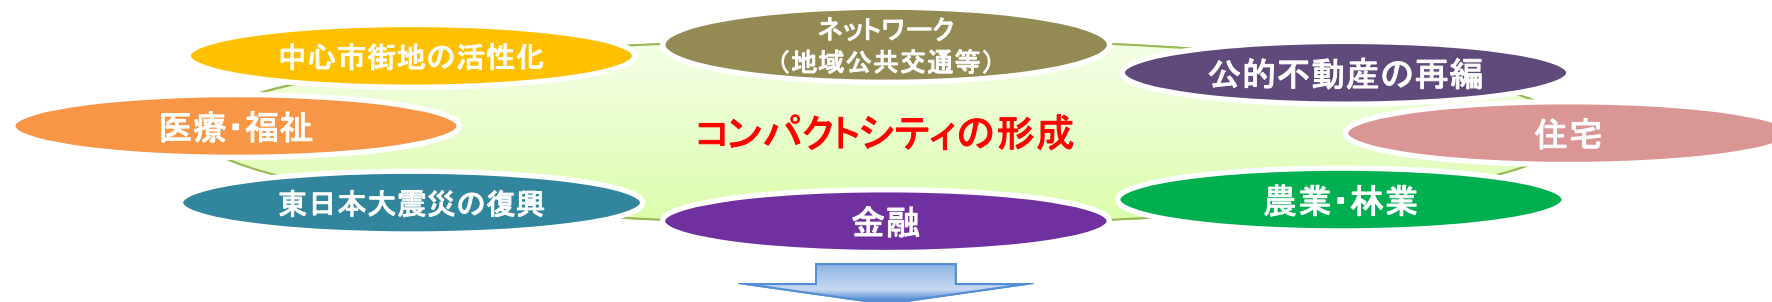 ネットワーク
（地域公共交通等）
中心市街地の活性化
公的不動産の再編
医療・福祉
コンパクトシティの形成
住宅
東日本大震災の復興
金融
農業・林業